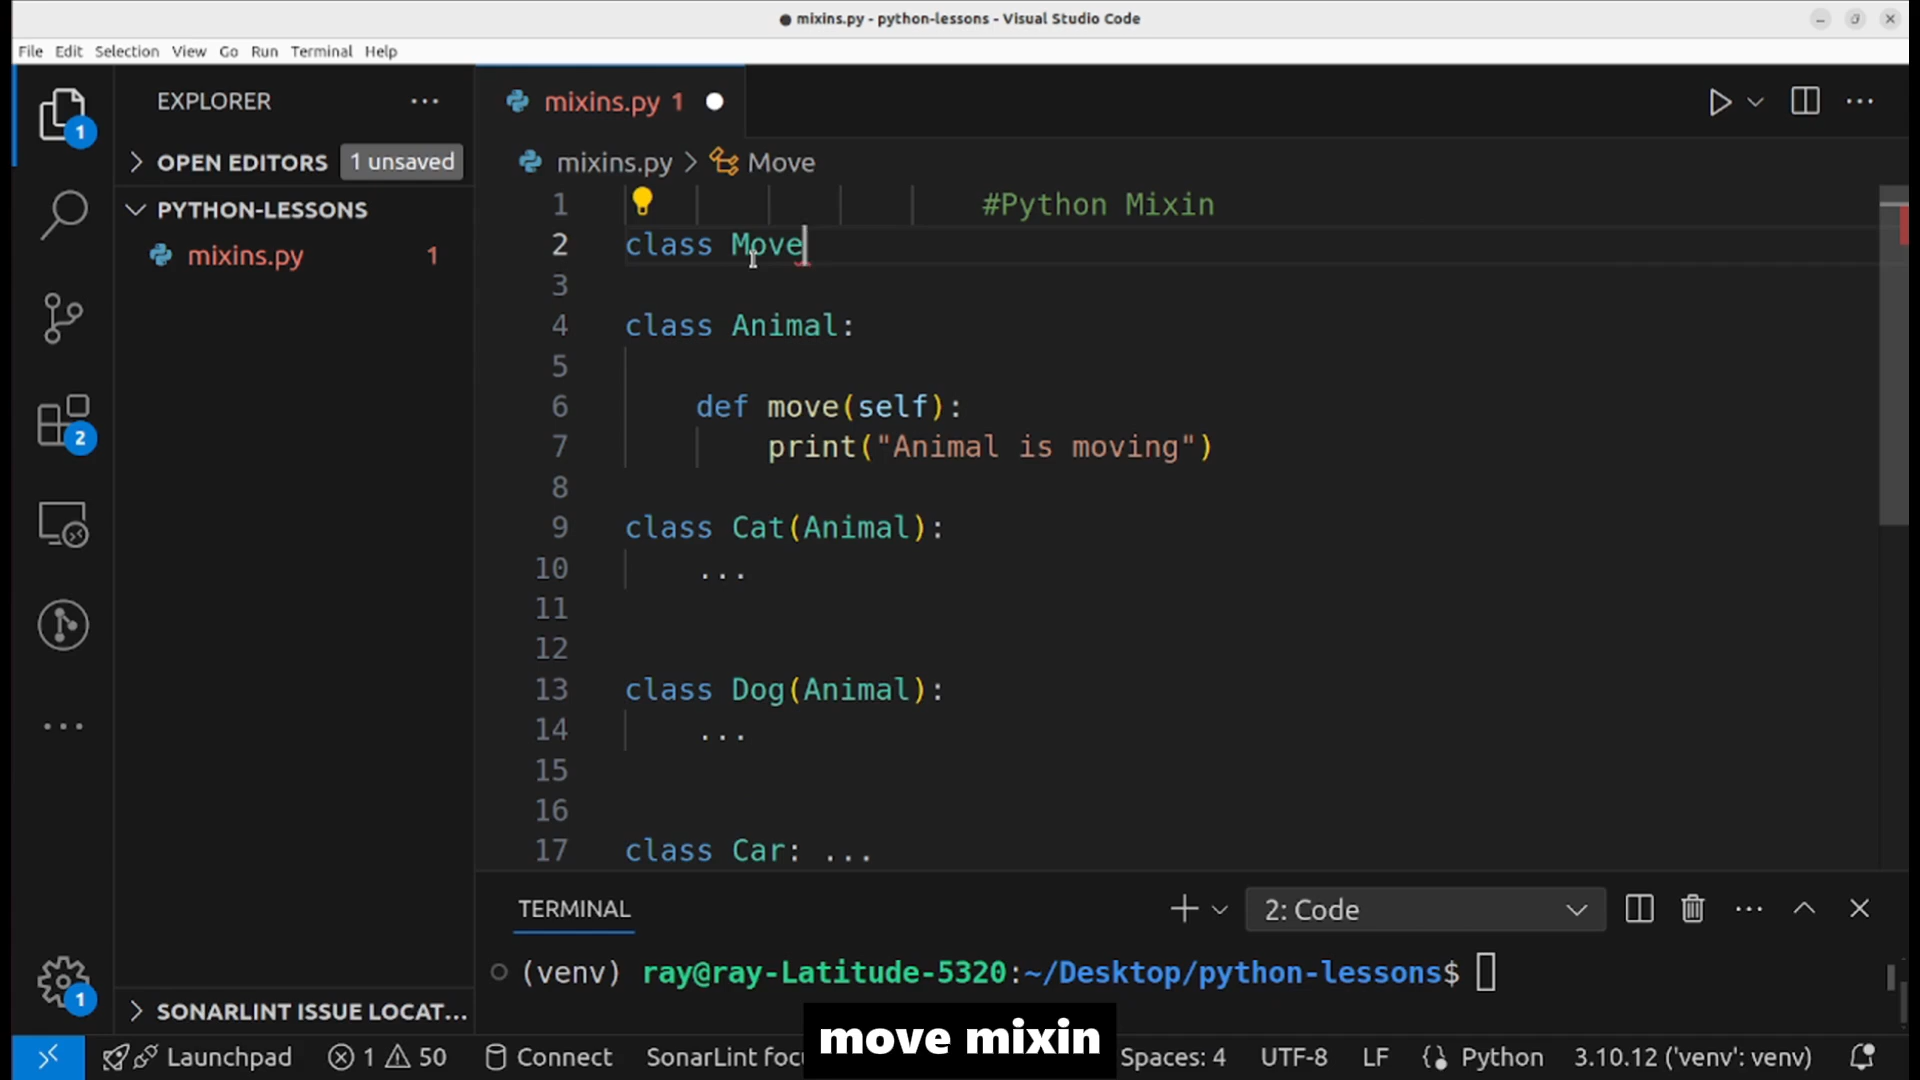 ● mixins.py - python-lessons - Visual Studio Code
File Edit Selection View Go Run Terminal Help
EXPLORER ...
mixins.py 1
1
OPEN EDITORS 1 unsaved
mixins.py > Move
PYTHON-LESSONS
mixins.py 1
1 #Python Mixin
2 class Move
3
4 class Animal:
5
6 def move(self):
7 print("Animal is moving")
8
9 class Cat(Animal):
10 ...
11
12
13 class Dog(Animal):
14 ...
15
16
17 class Car: ...
2
TERMINAL
2: Code
(venv) ray@ray-Latitude-5320:~/Desktop/python-lessons$
1
SONARLINT ISSUE LOCAT...
move mixin
Launchpad 1 50 Connect SonarLint focu Spaces: 4 UTF-8 LF Python 3.10.12 ('venv': venv)